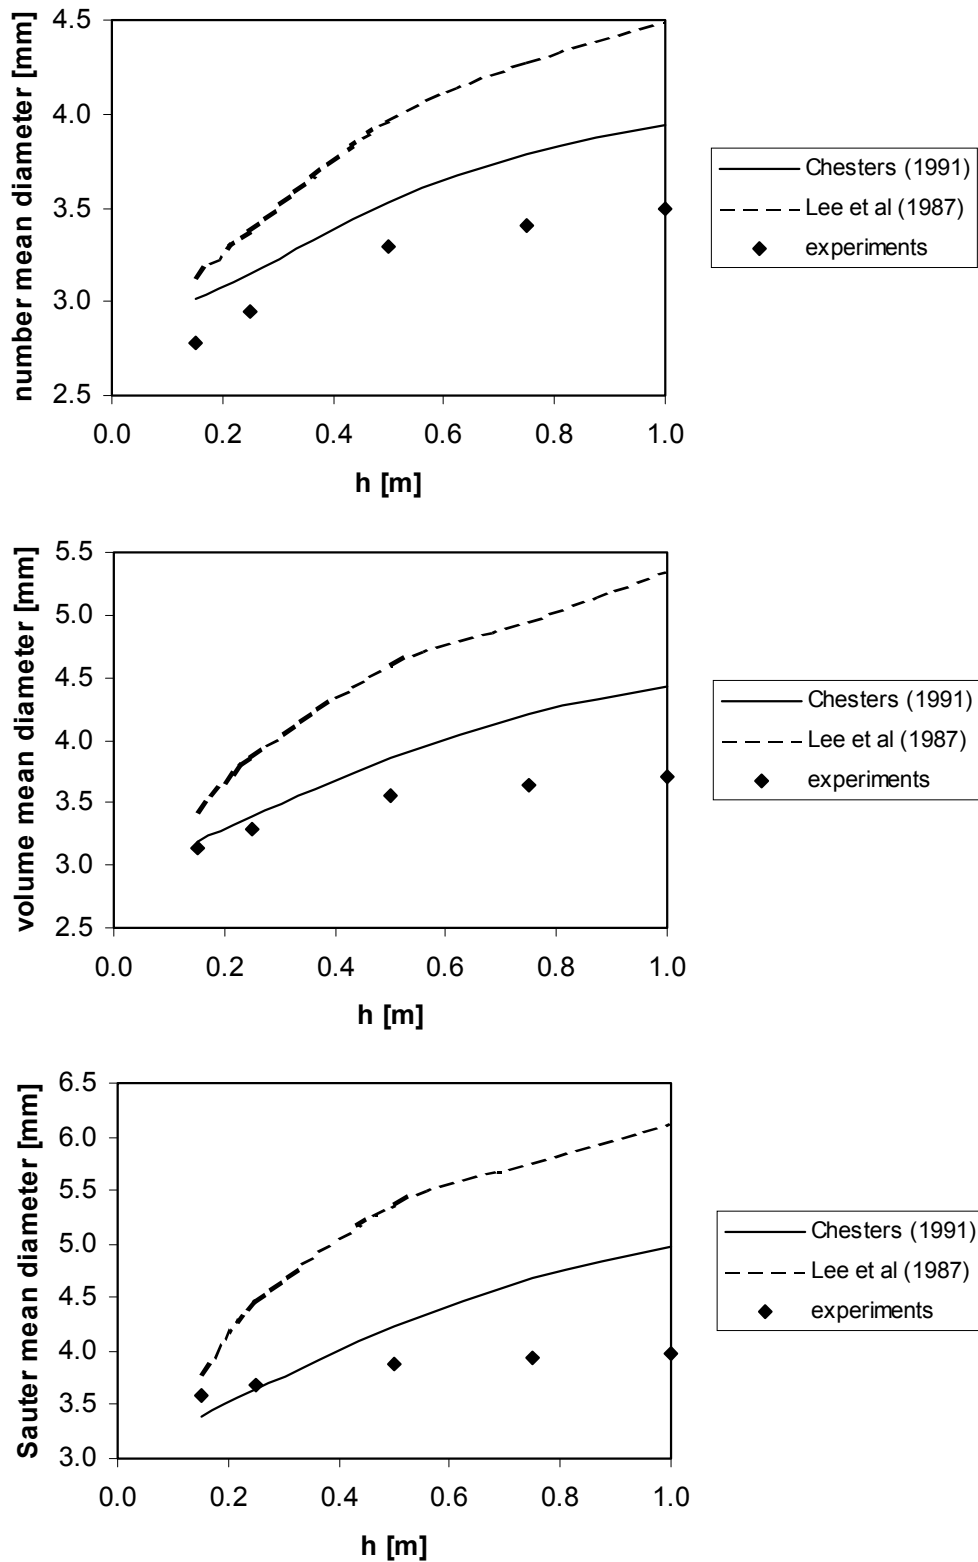 number mean diameter [mm]
4.5
4.0
3.5
3.0
2.5
0.0 0.2 0.4 0.6 0.8 1.0
h [m]
Chesters (1991)
Lee et al (1987)
experiments
volume mean diameter [mm]
5.5
5.0
4.5
4.0
3.5
3.0
2.5
0.0 0.2 0.4 0.6 0.8 1.0
h [m]
Chesters (1991)
Lee et al (1987)
experiments
Sauter mean diameter [mm]
6.5
6.0
5.5
5.0
4.5
4.0
3.5
3.0
0.0 0.2 0.4 0.6 0.8 1.0
h [m]
Chesters (1991)
Lee et al (1987)
experiments